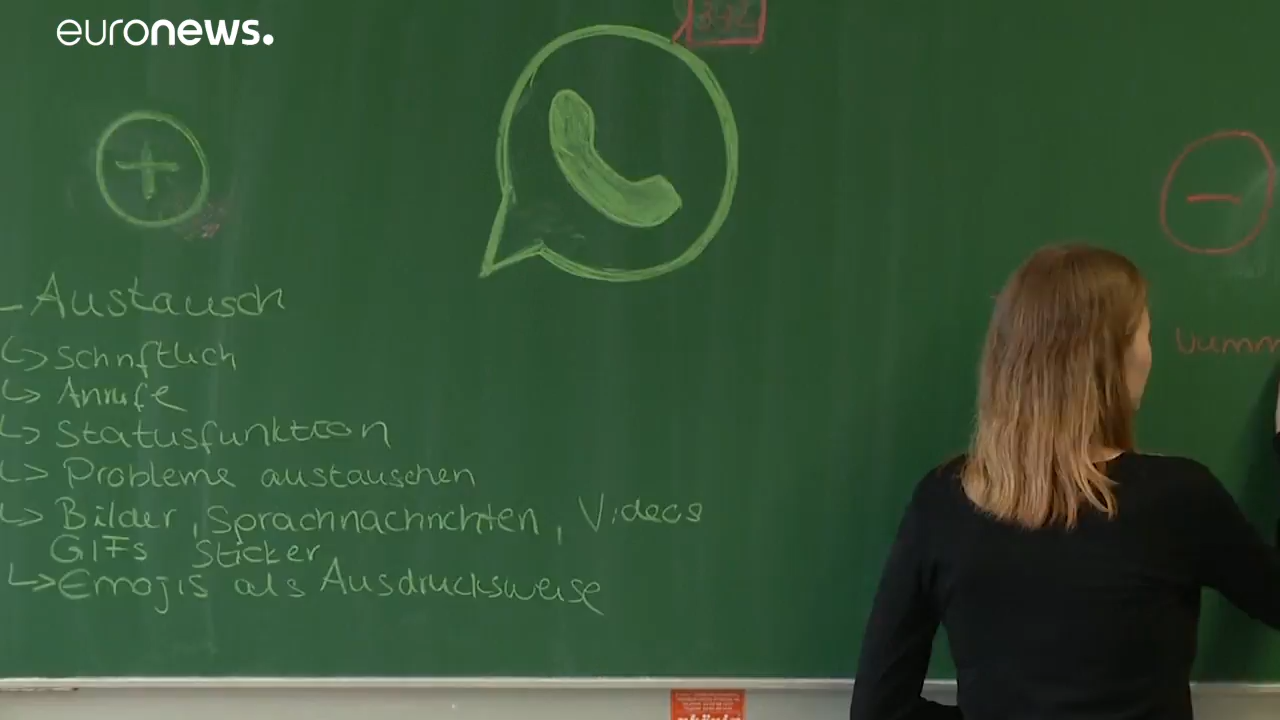 euronews.
- Austausch
↳ Schriftlich
↳ Anrufe
↳ Statusfunktion
↳ Probleme austauschen
↳ Bilder, Sprachnachrichten, Videos
GIFs Sticker
↳ Emojis als Ausdrucksweise